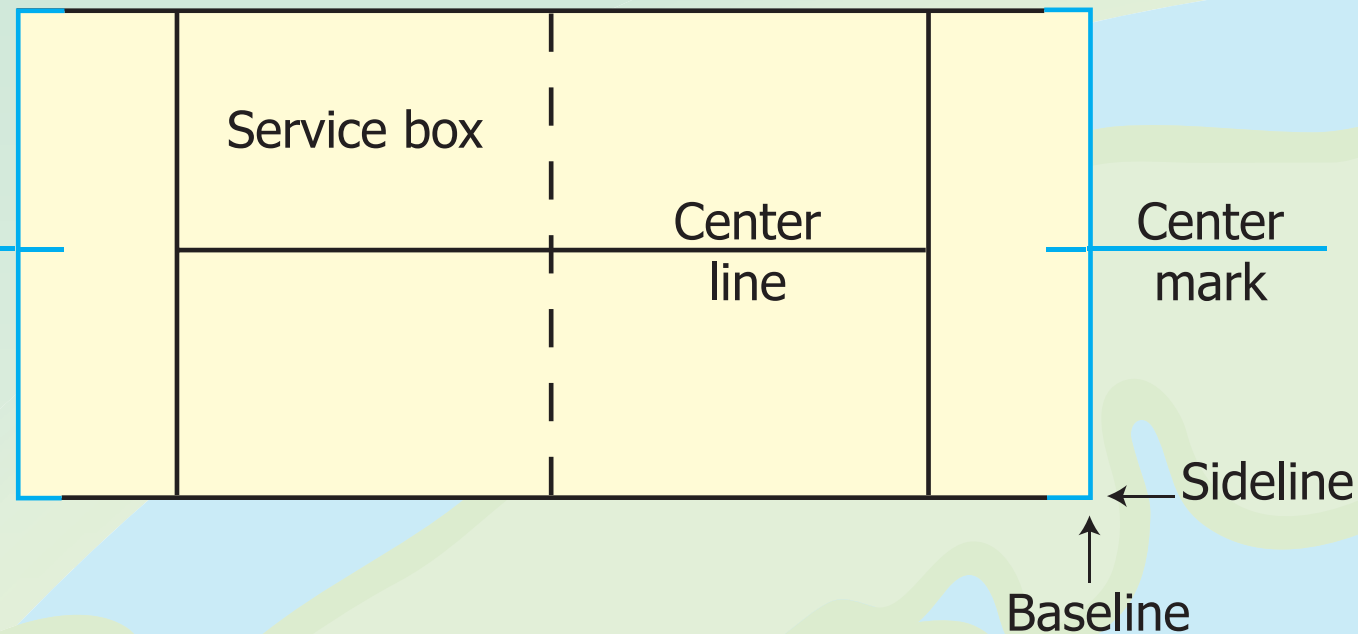 Service box
Center
line
Center
mark
Sideline
Baseline